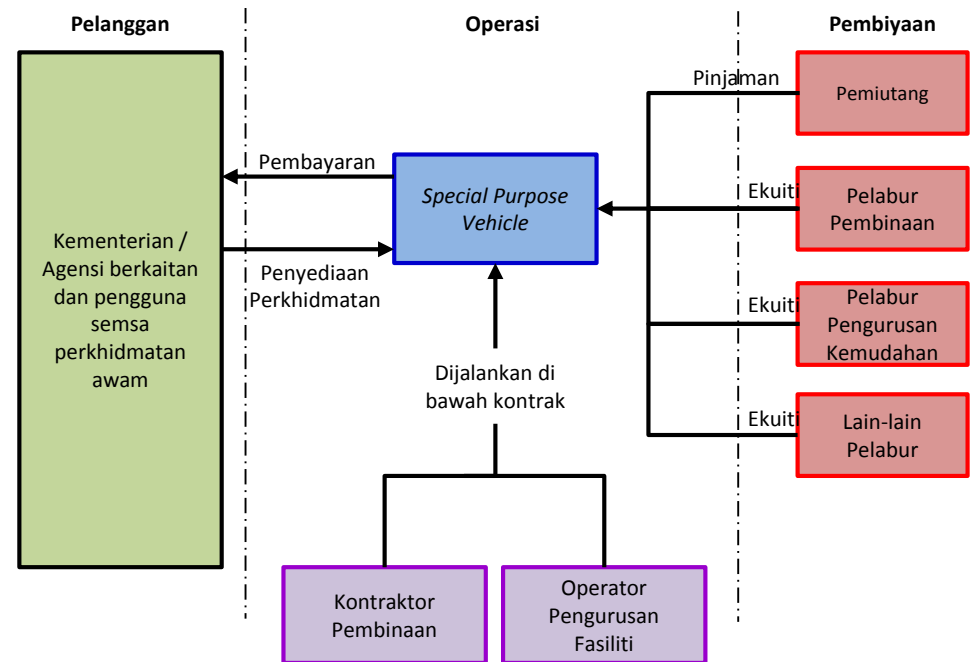 Pelanggan
Operasi
Pembiyaan
Pinjaman
Pemiutang
Pembayaran
Special Purpose
Vehicle
Ekuiti
Pelabur
Pembinaan
Kementerian /
Agensi berkaitan
dan pengguna
semsa
perkhidmatan
awam
Penyediaan
Perkhidmatan
Ekuiti
Pelabur
Pengurusan
Kemudahan
Dijalankan di
bawah kontrak
Ekuiti
Lain-lain
Pelabur
Kontraktor
Pembinaan
Operator
Pengurusan
Fasiliti